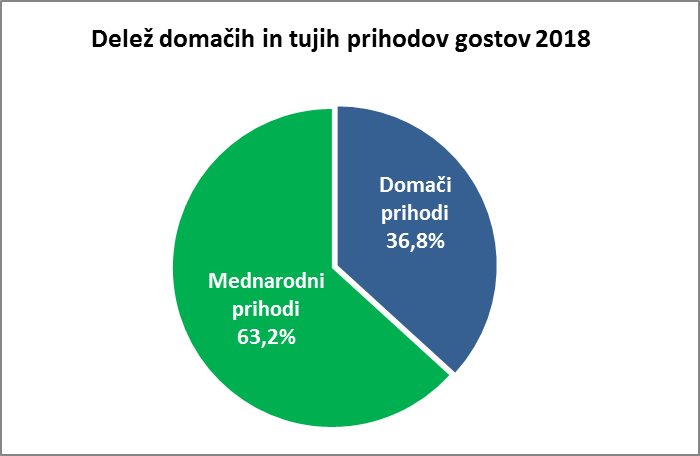 Delež domačih in tujih prihodov gostov 2018
Domači
prihodi
36,8%
Mednarodni
prihodi
63,2%